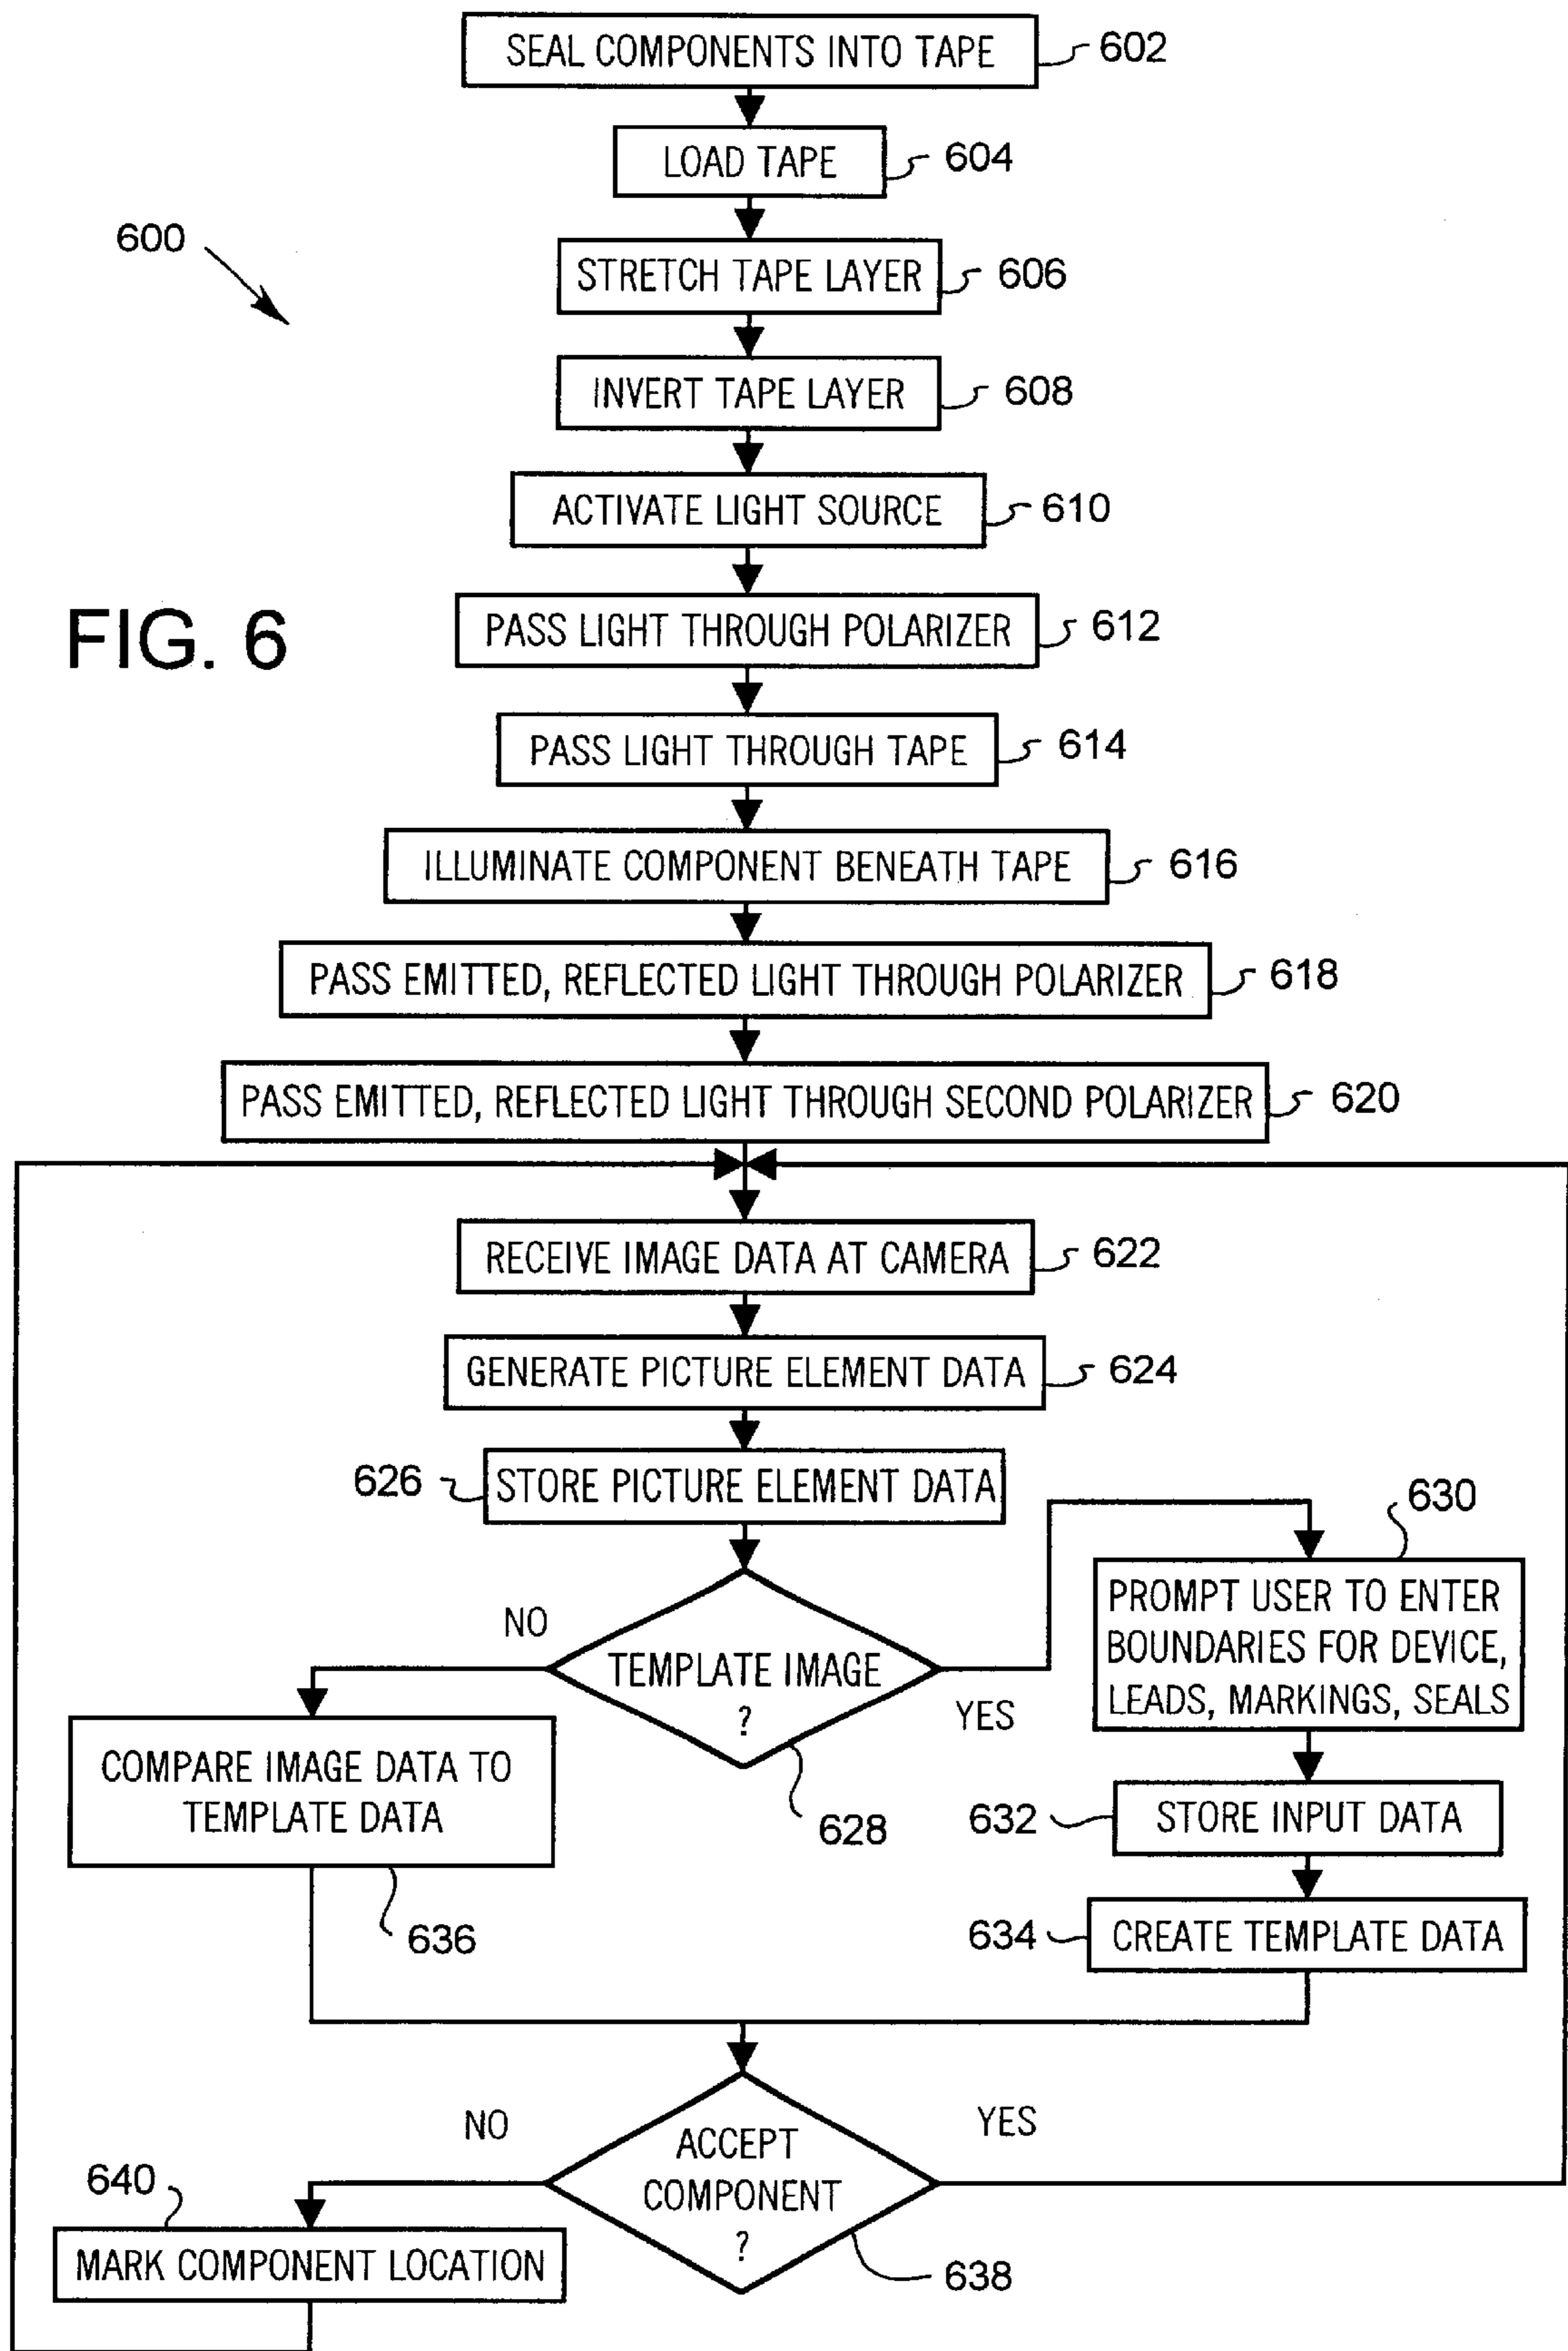 SEAL COMPONENTS INTO TAPE 602
LOAD TAPE 604
600
STRETCH TAPE LAYER 606
INVERT TAPE LAYER 608
ACTIVATE LIGHT SOURCE 610
FIG. 6
PASS LIGHT THROUGH POLARIZER 612
PASS LIGHT THROUGH TAPE 614
ILLUMINATE COMPONENT BENEATH TAPE 616
PASS EMITTED, REFLECTED LIGHT THROUGH POLARIZER 618
PASS EMITTED, REFLECTED LIGHT THROUGH SECOND POLARIZER 620
RECEIVE IMAGE DATA AT CAMERA 622
GENERATE PICTURE ELEMENT DATA 624
626 STORE PICTURE ELEMENT DATA
TEMPLATE IMAGE
?
628
NO
YES
630
PROMPT USER TO ENTER
BOUNDARIES FOR DEVICE,
LEADS, MARKINGS, SEALS
632 STORE INPUT DATA
634 CREATE TEMPLATE DATA
COMPARE IMAGE DATA TO
TEMPLATE DATA
636
ACCEPT
COMPONENT
?
638
NO
YES
640
MARK COMPONENT LOCATION